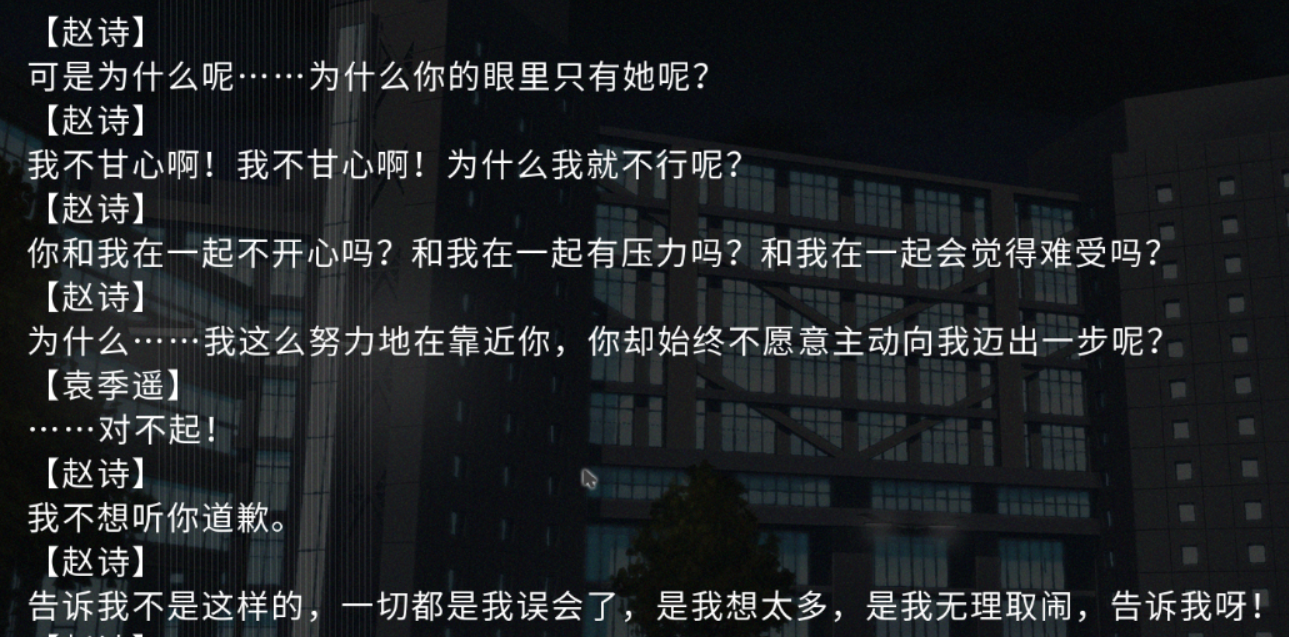 【赵诗】
可是为什么呢……为什么你的眼里只有她呢？
【赵诗】
我不甘心啊！我不甘心啊！为什么我就不行呢？
【赵诗】
你和我在一起不开心吗？和我在一起有压力吗？和我在一起会觉得难受吗？
【赵诗】
为什么……我这么努力地在靠近你，你却始终不愿意主动向我迈出一步呢？
【袁季遥】
……对不起！
【赵诗】
我不想听你道歉。
【赵诗】
告诉我不是这样的，一切都是我误会了，是我想太多，是我无理取闹，告诉我呀！